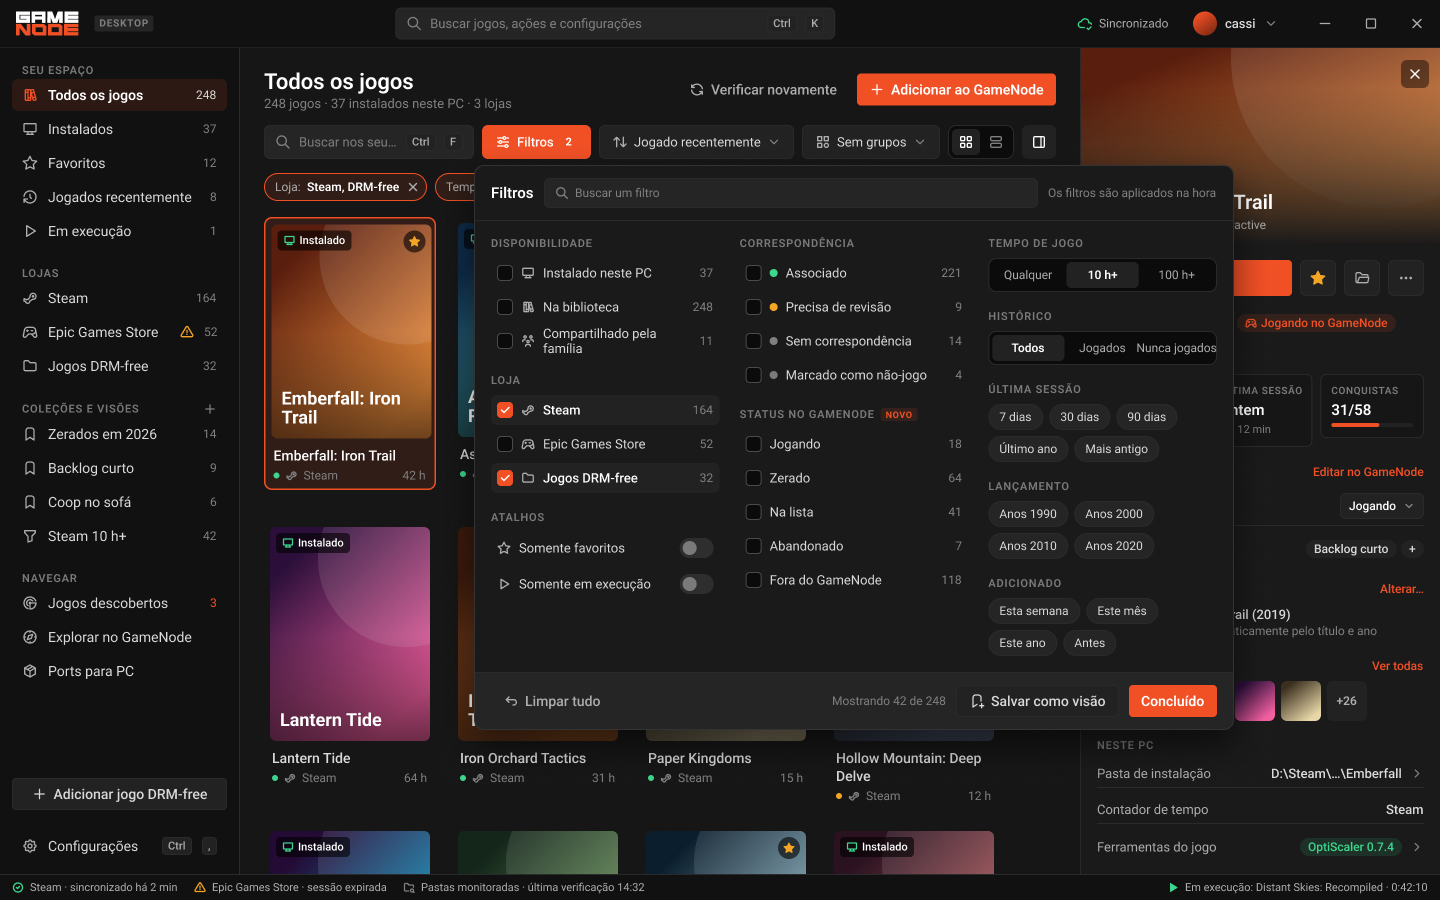 GAME NODE
DESKTOP
Buscar jogos, ações e configurações
Ctrl K
Sincronizado
cassi
SEU ESPAÇO
Todos os jogos 248
Instalados 37
Favoritos 12
Jogados recentemente 8
Em execução 1
LOJAS
Steam 164
Epic Games Store 52
Jogos DRM-free 32
COLEÇÕES E VISÕES
Zerados em 2026 14
Backlog curto 9
Coop no sofá 6
Steam 10 h+ 42
NAVEGAR
Jogos descobertos 3
Explorar no GameNode
Ports para PC
Adicionar jogo DRM-free
Configurações Ctrl ,
Todos os jogos
248 jogos · 37 instalados neste PC · 3 lojas
Verificar novamente
Adicionar ao GameNode
Buscar nos seu... Ctrl F
Filtros 2
Jogado recentemente
Sem grupos
Loja: Steam, DRM-free
Temp
Instalado
Emberfall: Iron
Trail
Emberfall: Iron Trail
Steam 42 h
As
Instalado
Lantern Tide
Lantern Tide
Steam 64 h
Iron Orchard Tactics
Steam 31 h
Paper Kingdoms
Steam 15 h
Hollow Mountain: Deep
Delve
Steam 12 h
Instalado
Instalado
Filtros
Buscar um filtro
Os filtros são aplicados na hora
DISPONIBILIDADE
Instalado neste PC 37
Na biblioteca 248
Compartilhado pela
família 11
LOJA
Steam 164
Epic Games Store 52
Jogos DRM-free 32
ATALHOS
Somente favoritos
Somente em execução
CORRESPONDÊNCIA
Associado 221
Precisa de revisão 9
Sem correspondência 14
Marcado como não-jogo 4
STATUS NO GAMENODE NOVO
Jogando 18
Zerado 64
Na lista 41
Abandonado 7
Fora do GameNode 118
TEMPO DE JOGO
Qualquer 10 h+ 100 h+
HISTÓRICO
Todos Jogados Nunca jogados
ÚLTIMA SESSÃO
7 dias 30 dias 90 dias
Último ano Mais antigo
LANÇAMENTO
Anos 1990 Anos 2000
Anos 2010 Anos 2020
ADICIONADO
Esta semana Este mês
Este ano Antes
Limpar tudo
Mostrando 42 de 248
Salvar como visão
Concluído
Trail
active
Jogando no GameNode
TIMA SESSÃO
ntem
12 min
CONQUISTAS
31/58
Editar no GameNode
Jogando
Backlog curto +
Alterar...
rail (2019)
ticamente pelo título e ano
Ver todas
+26
NESTE PC
Pasta de instalação D:\Steam\...\Emberfall
Contador de tempo Steam
Ferramentas do jogo OptiScaler 0.7.4
Steam · sincronizado há 2 min
Epic Games Store · sessão expirada
Pastas monitoradas · última verificação 14:32
Em execução: Distant Skies: Recompiled · 0:42:10